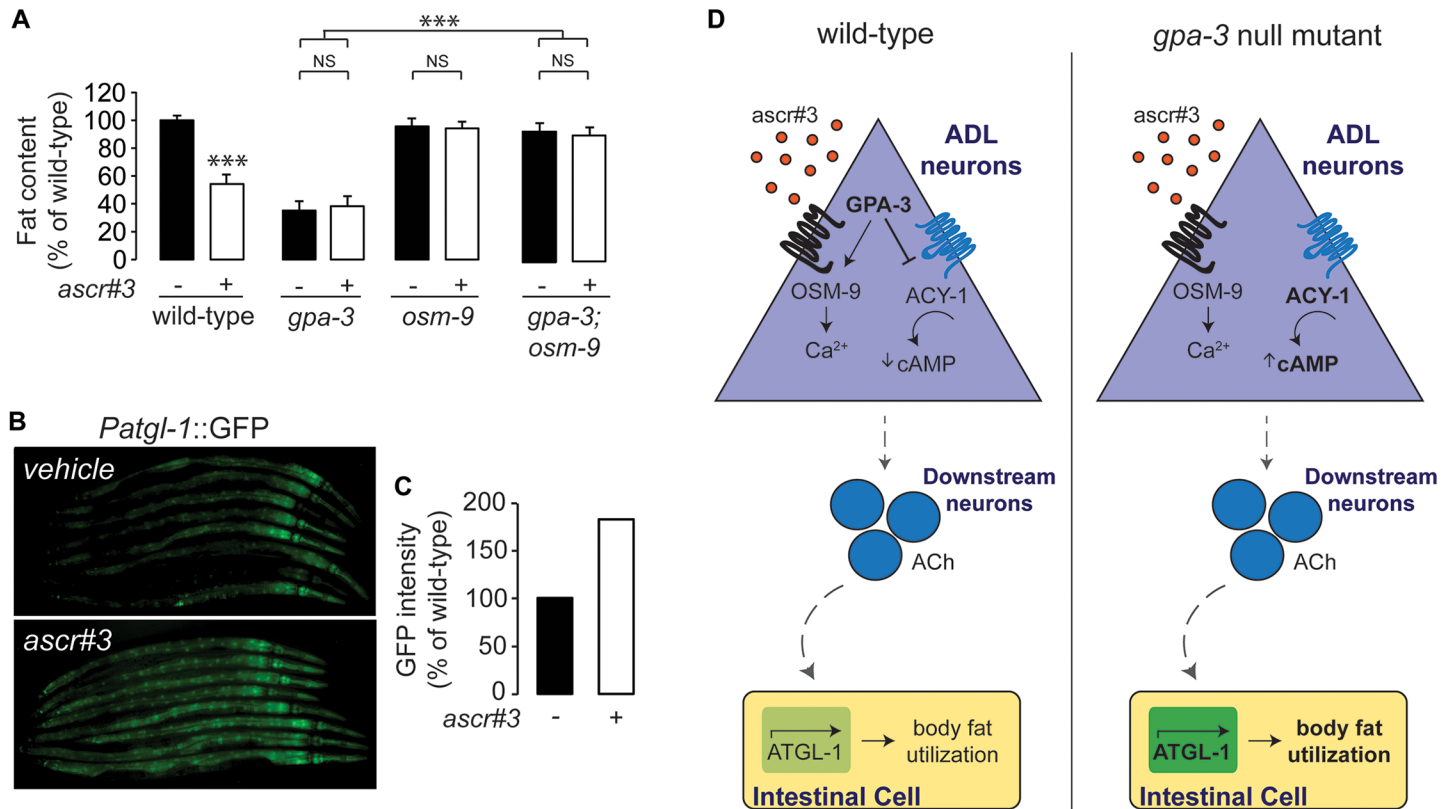 A
***
NS
NS
NS
Fat content
(% of wild-type)
120
100
80
60
40
20
0
***
ascr#3
- + - + - + - +
wild-type gpa-3 osm-9 gpa-3;
osm-9
B
Patgl-1::GFP
vehicle
ascr#3
C
GFP intensity
(% of wild-type)
200
150
100
50
0
ascr#3 - +
D
wild-type
ascr#3
ADL
neurons
GPA-3
OSM-9 ACY-1
Ca2+ ↓cAMP
Downstream
neurons
ACh
ATGL-1
body fat
utilization
Intestinal Cell
gpa-3 null mutant
ascr#3
ADL
neurons
OSM-9 ACY-1
Ca2+ ↑cAMP
Downstream
neurons
ACh
ATGL-1
body fat
utilization
Intestinal Cell